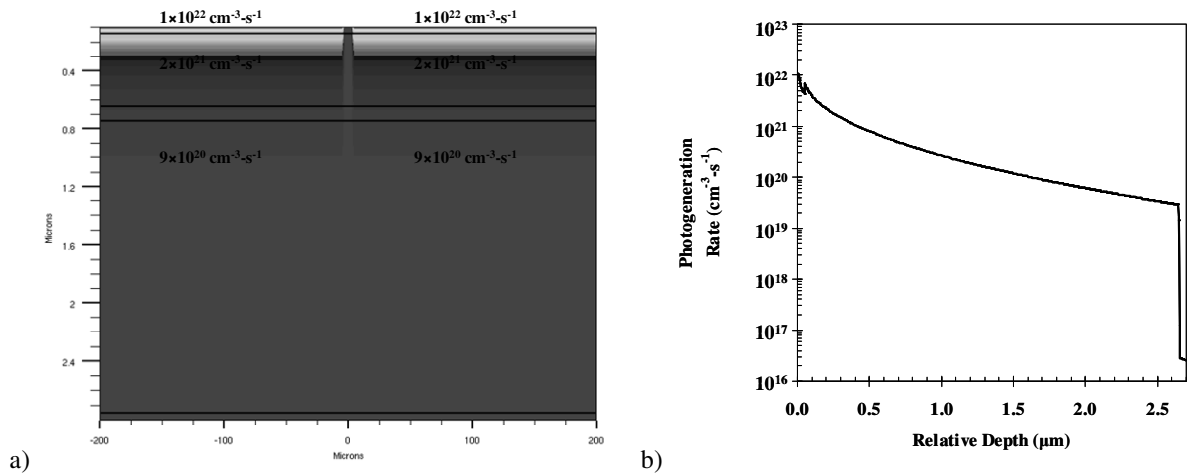 1×10²² cm⁻³-s⁻¹ 1×10²² cm⁻³-s⁻¹
2×10²¹ cm⁻³-s⁻¹ 2×10²¹ cm⁻³-s⁻¹
9×10²⁰ cm⁻³-s⁻¹ 9×10²⁰ cm⁻³-s⁻¹
0.4
0.8
1.2
1.6
2
2.4
Microns
-200 -100 0 100 200
Microns
a)
10²³
10²²
10²¹
10²⁰
10¹⁹
10¹⁸
10¹⁷
10¹⁶
Photogeneration
Rate (cm⁻³-s⁻¹)
0.0 0.5 1.0 1.5 2.0 2.5
Relative Depth (μm)
b)